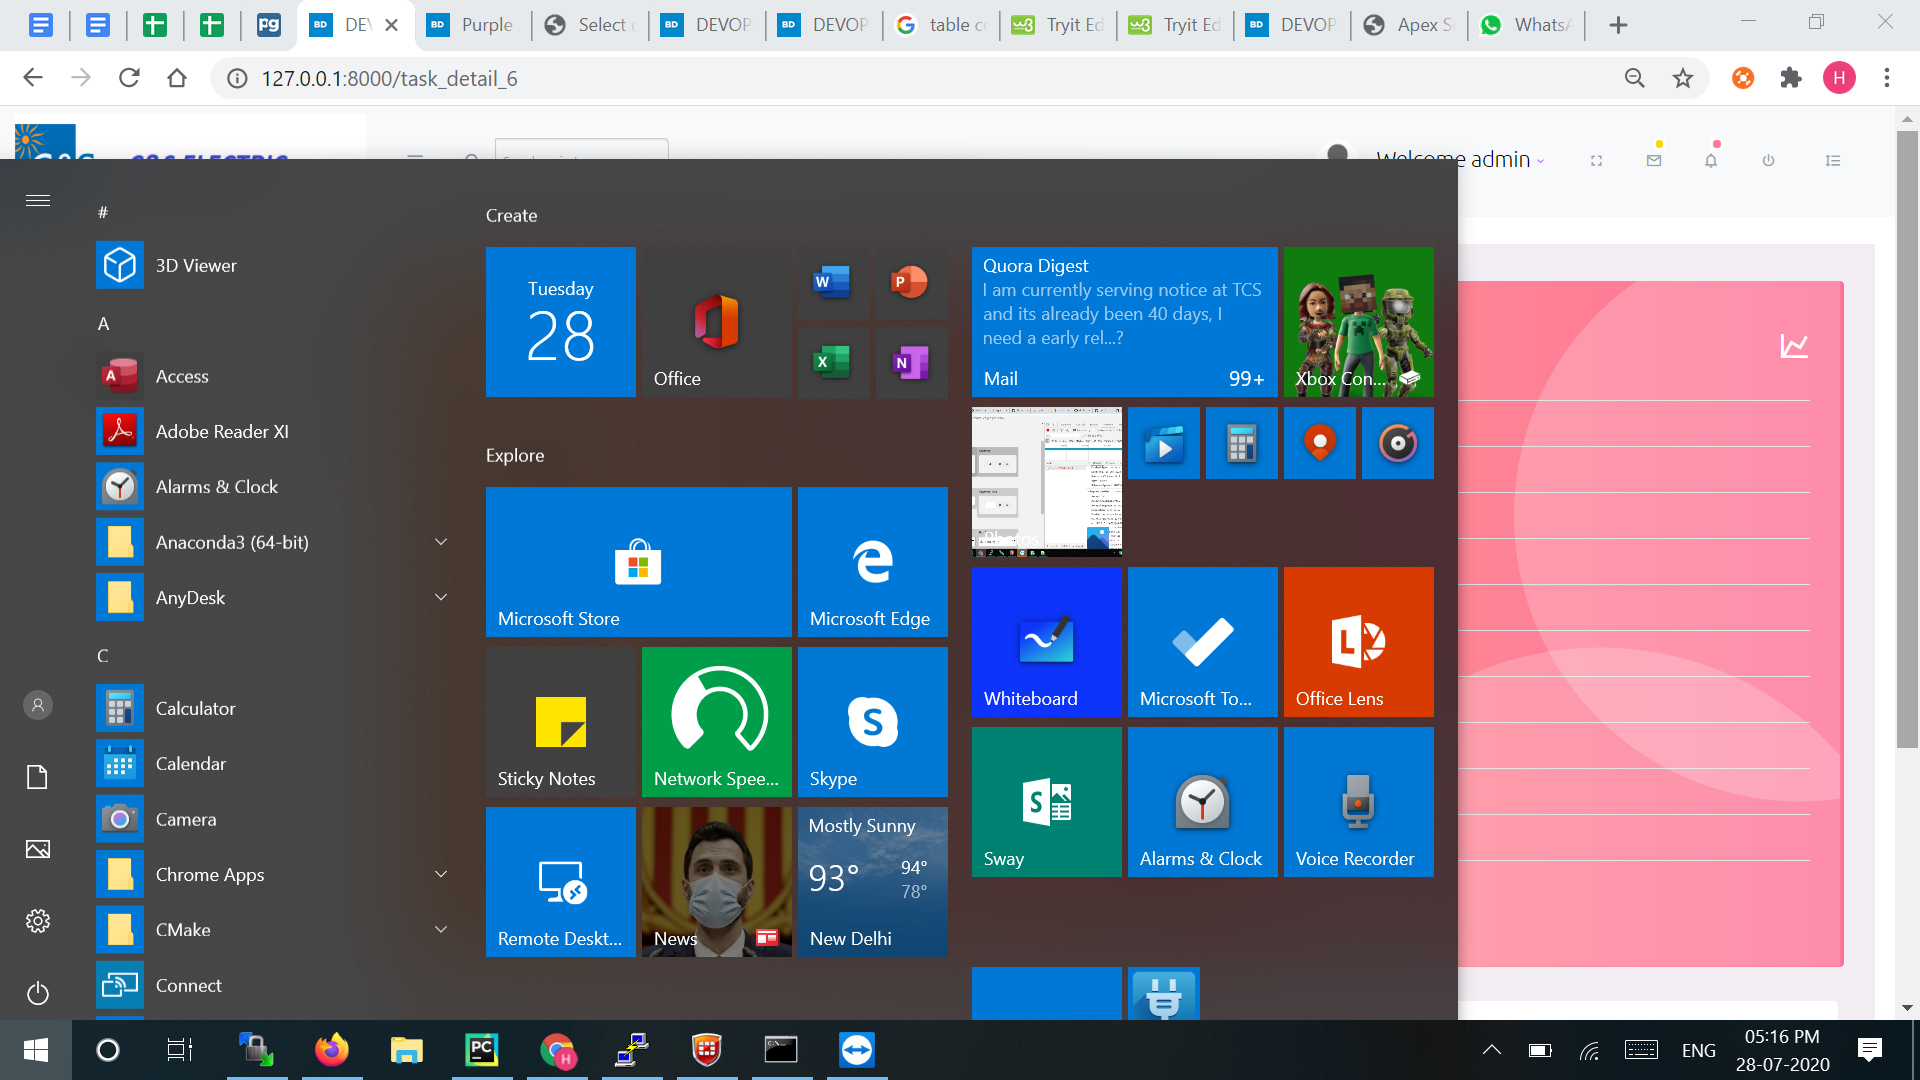 DEV
Purple
Select
DEVOP
DEVOP
table c
Tryit Ed
Tryit Ed
DEVOP
Apex S
WhatsA
127.0.0.1:8000/task_detail_6
H
Welcome admin
#
3D Viewer
A
Access
Adobe Reader XI
Alarms & Clock
Anaconda3 (64-bit)
AnyDesk
C
Calculator
Calendar
Camera
Chrome Apps
CMake
Connect
Create
Tuesday
28
Office
Explore
Microsoft Store
Microsoft Edge
Sticky Notes
Network Spee...
Skype
Remote Deskt...
News
Mostly Sunny
93°
94°
78°
New Delhi
Quora Digest
I am currently serving notice at TCS
and its already been 40 days, I
need a early rel...?
Mail
99+
Xbox Con...
Photos
Whiteboard
Microsoft To...
Office Lens
Sway
Alarms & Clock
Voice Recorder
ENG
05:16 PM
28-07-2020